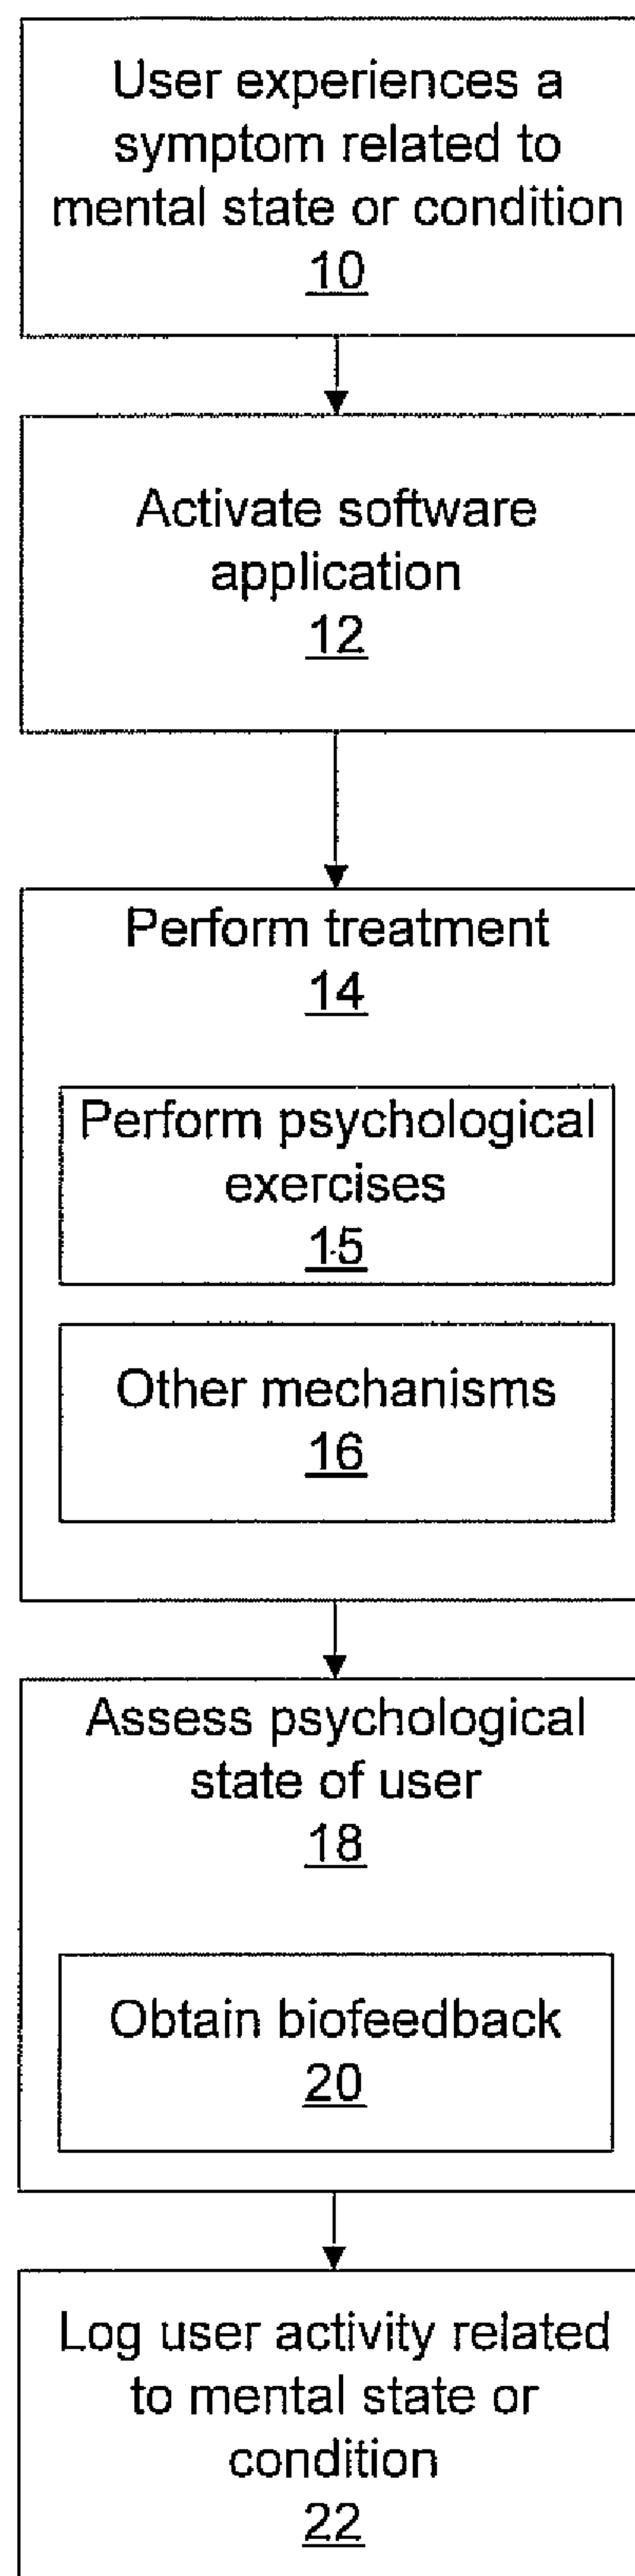 User experiences a
symptom related to
mental state or condition
10
Activate software
application
12
Perform treatment
14
Perform psychological
exercises
15
Other mechanisms
16
Assess psychological
state of user
18
Obtain biofeedback
20
Log user activity related
to mental state or
condition
22